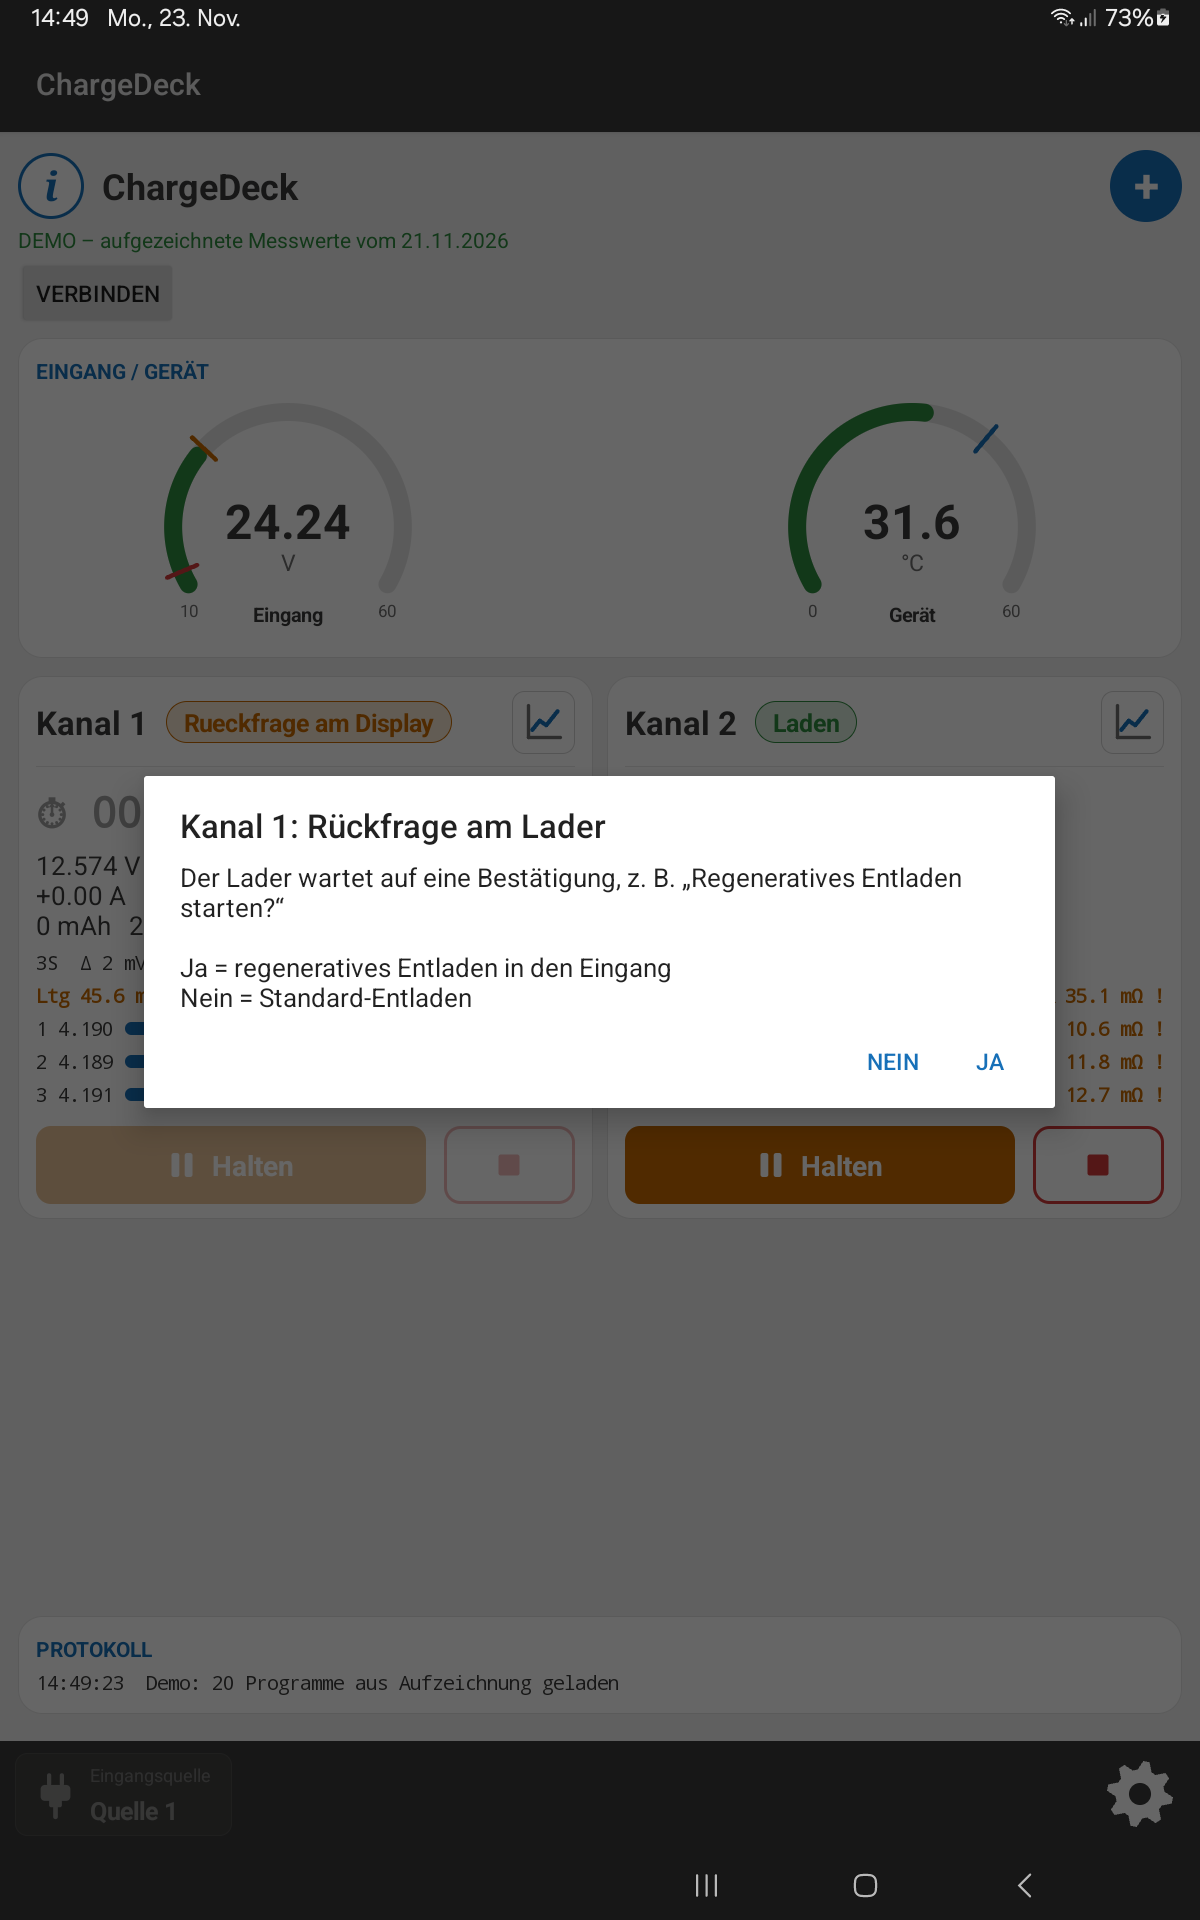 14:49 Mo., 23. Nov.
73%
ChargeDeck
i ChargeDeck
DEMO – aufgezeichnete Messwerte vom 21.11.2026
VERBINDEN
EINGANG / GERÄT
24.24
V
10 Eingang 60
31.6
°C
0 Gerät 60
Kanal 1 Rueckfrage am Display
Kanal 2 Laden
00
12.574 V
+0.00 A
0 mAh 2
3S Δ 2 mV
Ltg 45.6
1 4.190
2 4.189
3 4.191
Kanal 1: Rückfrage am Lader
Der Lader wartet auf eine Bestätigung, z. B. „Regeneratives Entladen
starten?“
Ja = regeneratives Entladen in den Eingang
Nein = Standard-Entladen
NEIN JA
35.1 mΩ !
10.6 mΩ !
11.8 mΩ !
12.7 mΩ !
Halten
Halten
PROTOKOLL
14:49:23 Demo: 20 Programme aus Aufzeichnung geladen
Eingangsquelle
Quelle 1